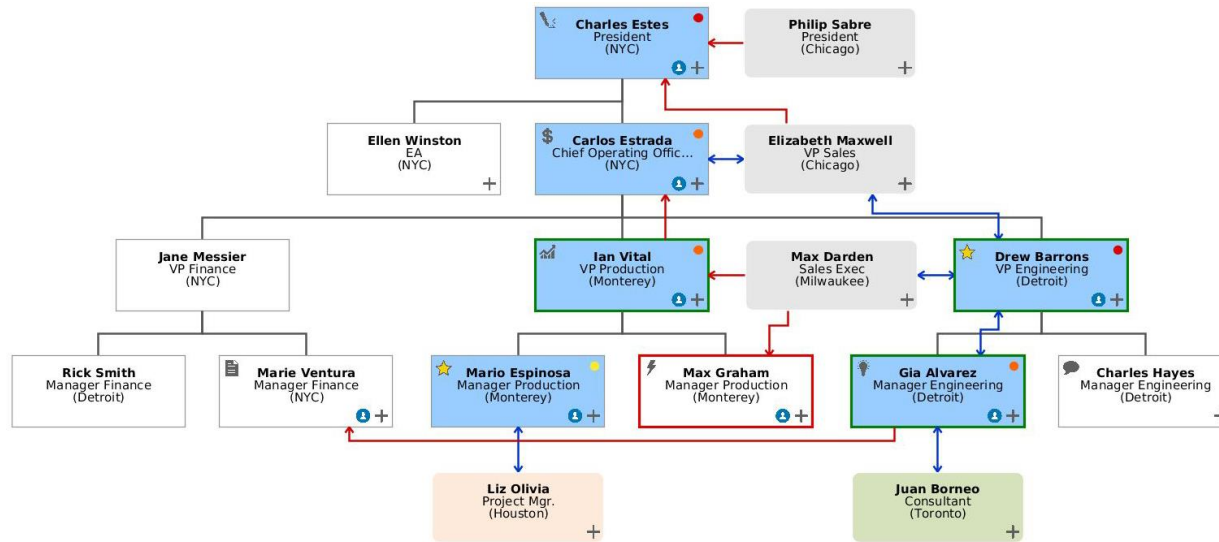 Charles Estes
President
(NYC)
Philip Sabre
President
(Chicago)
Ellen Winston
EA
(NYC)
$
Carlos Estrada
Chief Operating Offic...
(NYC)
Elizabeth Maxwell
VP Sales
(Chicago)
Jane Messier
VP Finance
(NYC)
Ian Vital
VP Production
(Monterey)
Max Darden
Sales Exec
(Milwaukee)
Drew Barrons
VP Engineering
(Detroit)
Rick Smith
Manager Finance
(Detroit)
Marie Ventura
Manager Finance
(NYC)
Mario Espinosa
Manager Production
(Monterey)
Max Graham
Manager Production
(Monterey)
Gia Alvarez
Manager Engineering
(Detroit)
Charles Hayes
Manager Engineering
(Detroit)
Liz Olivia
Project Mgr.
(Houston)
Juan Borneo
Consultant
(Toronto)